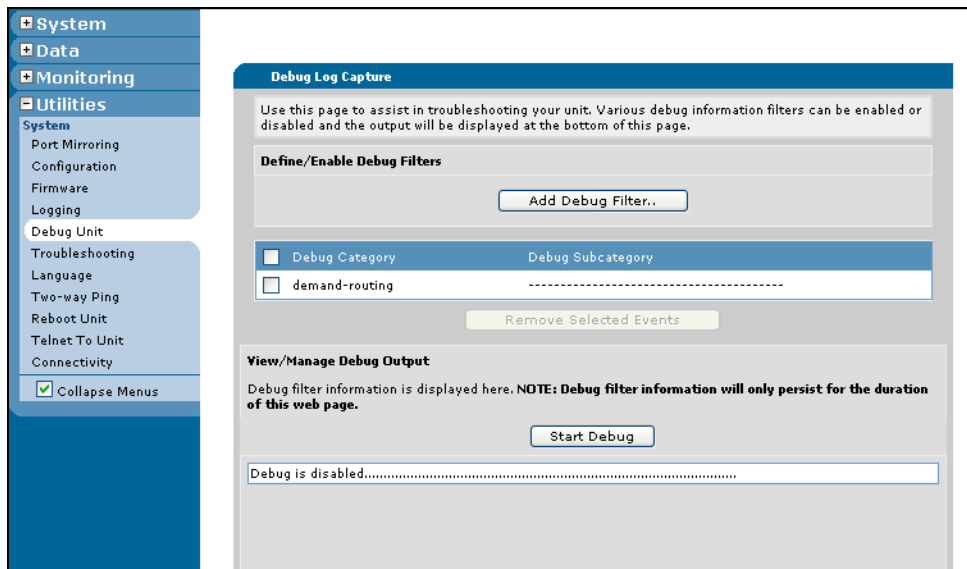 System
Data
Monitoring
Utilities
System
Port Mirroring
Configuration
Firmware
Logging
Debug Unit
Troubleshooting
Language
Two-way Ping
Reboot Unit
Telnet To Unit
Connectivity
Collapse Menus
Debug Log Capture
Use this page to assist in troubleshooting your unit. Various debug information filters can be enabled or
disabled and the output will be displayed at the bottom of this page.
Define/Enable Debug Filters
Add Debug Filter..
Debug Category Debug Subcategory
demand-routing ----------------------------------------
Remove Selected Events
View/Manage Debug Output
Debug filter information is displayed here. NOTE: Debug filter information will only persist for the duration
of this web page.
Start Debug
Debug is disabled.................................................................................................